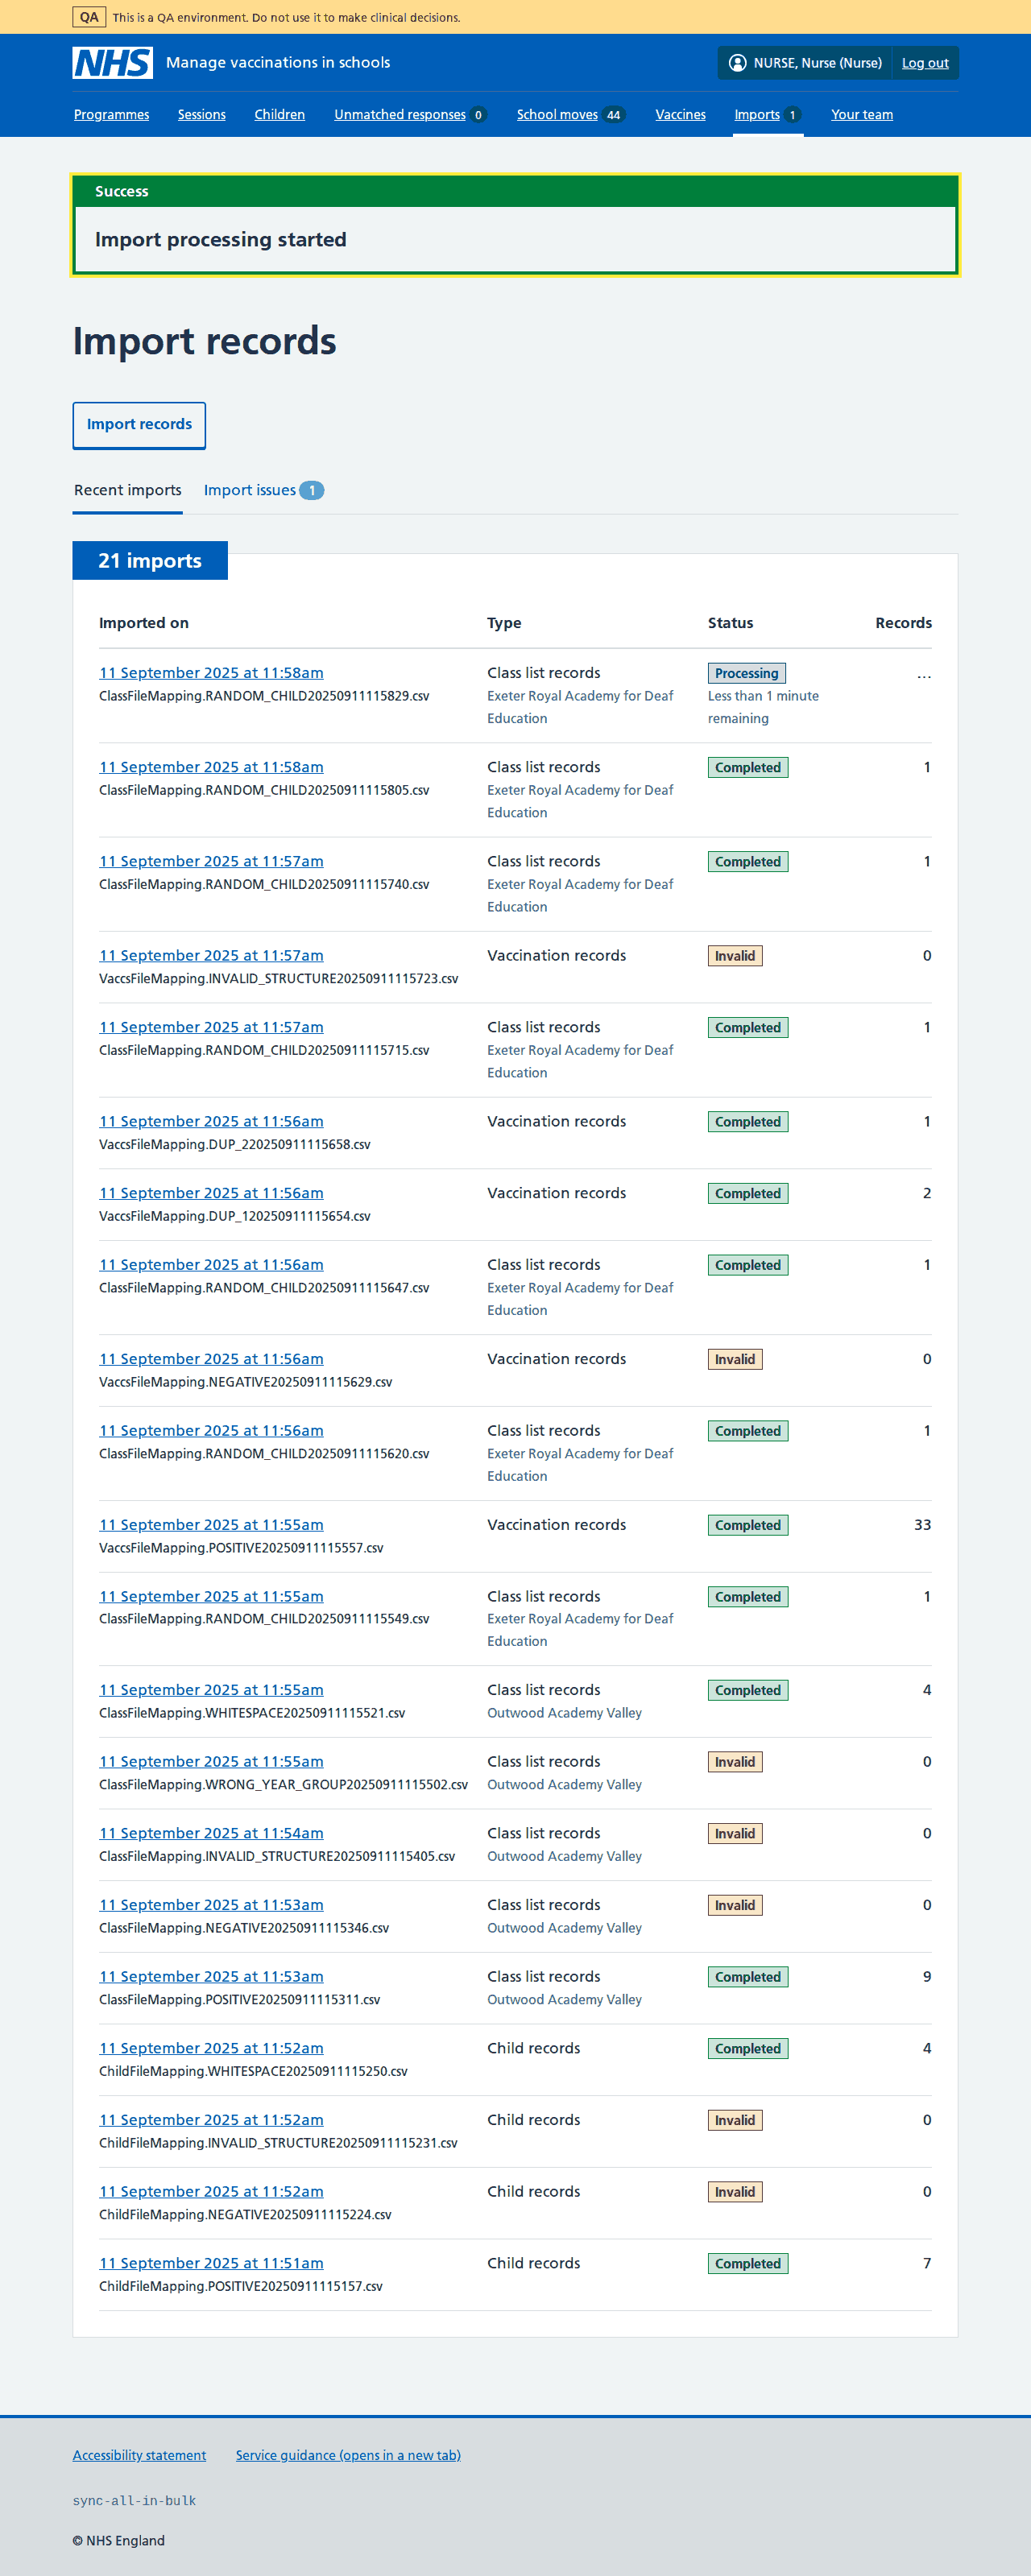 QA This is a QA environment. Do not use it to make clinical decisions.
NHS Manage vaccinations in schools NURSE, Nurse (Nurse) Log out
Programmes Sessions Children Unmatched responses 0 School moves 44 Vaccines Imports 1 Your team
Success
Import processing started
Import records
Import records
Recent imports Import issues 1
21 imports
Imported on Type Status Records
11 September 2025 at 11:58am Class list records Processing ...
ClassFileMapping.RANDOM_CHILD20250911115829.csv Exeter Royal Academy for Deaf Less than 1 minute
Education remaining
11 September 2025 at 11:58am Class list records Completed 1
ClassFileMapping.RANDOM_CHILD20250911115805.csv Exeter Royal Academy for Deaf
Education
11 September 2025 at 11:57am Class list records Completed 1
ClassFileMapping.RANDOM_CHILD20250911115740.csv Exeter Royal Academy for Deaf
Education
11 September 2025 at 11:57am Vaccination records Invalid 0
VaccsFileMapping.INVALID_STRUCTURE20250911115723.csv
11 September 2025 at 11:57am Class list records Completed 1
ClassFileMapping.RANDOM_CHILD20250911115715.csv Exeter Royal Academy for Deaf
Education
11 September 2025 at 11:56am Vaccination records Completed 1
VaccsFileMapping.DUP_220250911115658.csv
11 September 2025 at 11:56am Vaccination records Completed 2
VaccsFileMapping.DUP_120250911115654.csv
11 September 2025 at 11:56am Class list records Completed 1
ClassFileMapping.RANDOM_CHILD20250911115647.csv Exeter Royal Academy for Deaf
Education
11 September 2025 at 11:56am Vaccination records Invalid 0
VaccsFileMapping.NEGATIVE20250911115629.csv
11 September 2025 at 11:56am Class list records Completed 1
ClassFileMapping.RANDOM_CHILD20250911115620.csv Exeter Royal Academy for Deaf
Education
11 September 2025 at 11:55am Vaccination records Completed 33
VaccsFileMapping.POSITIVE20250911115557.csv
11 September 2025 at 11:55am Class list records Completed 1
ClassFileMapping.RANDOM_CHILD20250911115549.csv Exeter Royal Academy for Deaf
Education
11 September 2025 at 11:55am Class list records Completed 4
ClassFileMapping.WHITESPACE20250911115521.csv Outwood Academy Valley
11 September 2025 at 11:55am Class list records Invalid 0
ClassFileMapping.WRONG_YEAR_GROUP20250911115502.csv Outwood Academy Valley
11 September 2025 at 11:54am Class list records Invalid 0
ClassFileMapping.INVALID_STRUCTURE20250911115405.csv Outwood Academy Valley
11 September 2025 at 11:53am Class list records Invalid 0
ClassFileMapping.NEGATIVE20250911115346.csv Outwood Academy Valley
11 September 2025 at 11:53am Class list records Completed 9
ClassFileMapping.POSITIVE20250911115311.csv Outwood Academy Valley
11 September 2025 at 11:52am Child records Completed 4
ChildFileMapping.WHITESPACE20250911115250.csv
11 September 2025 at 11:52am Child records Invalid 0
ChildFileMapping.INVALID_STRUCTURE20250911115231.csv
11 September 2025 at 11:52am Child records Invalid 0
ChildFileMapping.NEGATIVE20250911115224.csv
11 September 2025 at 11:51am Child records Completed 7
ChildFileMapping.POSITIVE20250911115157.csv
Accessibility statement Service guidance (opens in a new tab)
sync-all-in-bulk
© NHS England